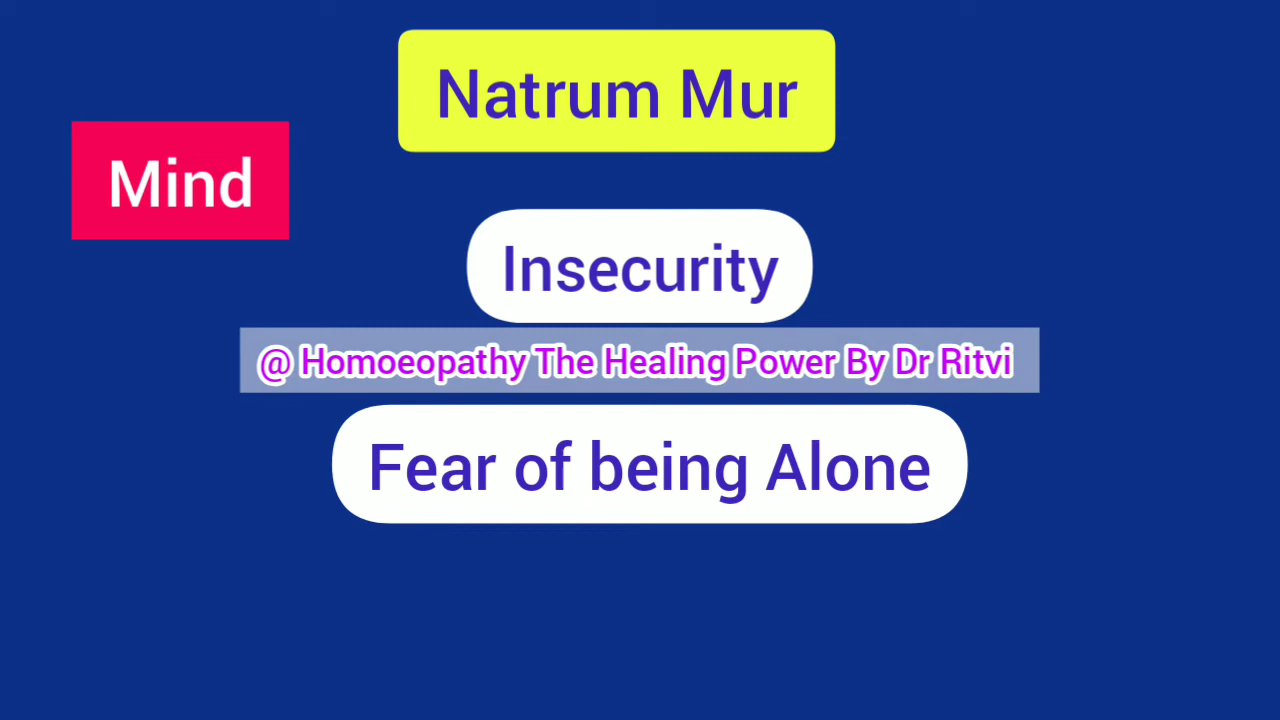 Natrum Mur
Mind
Insecurity
@ Homoeopathy The Healing Power By Dr Ritvi
Fear of being Alone